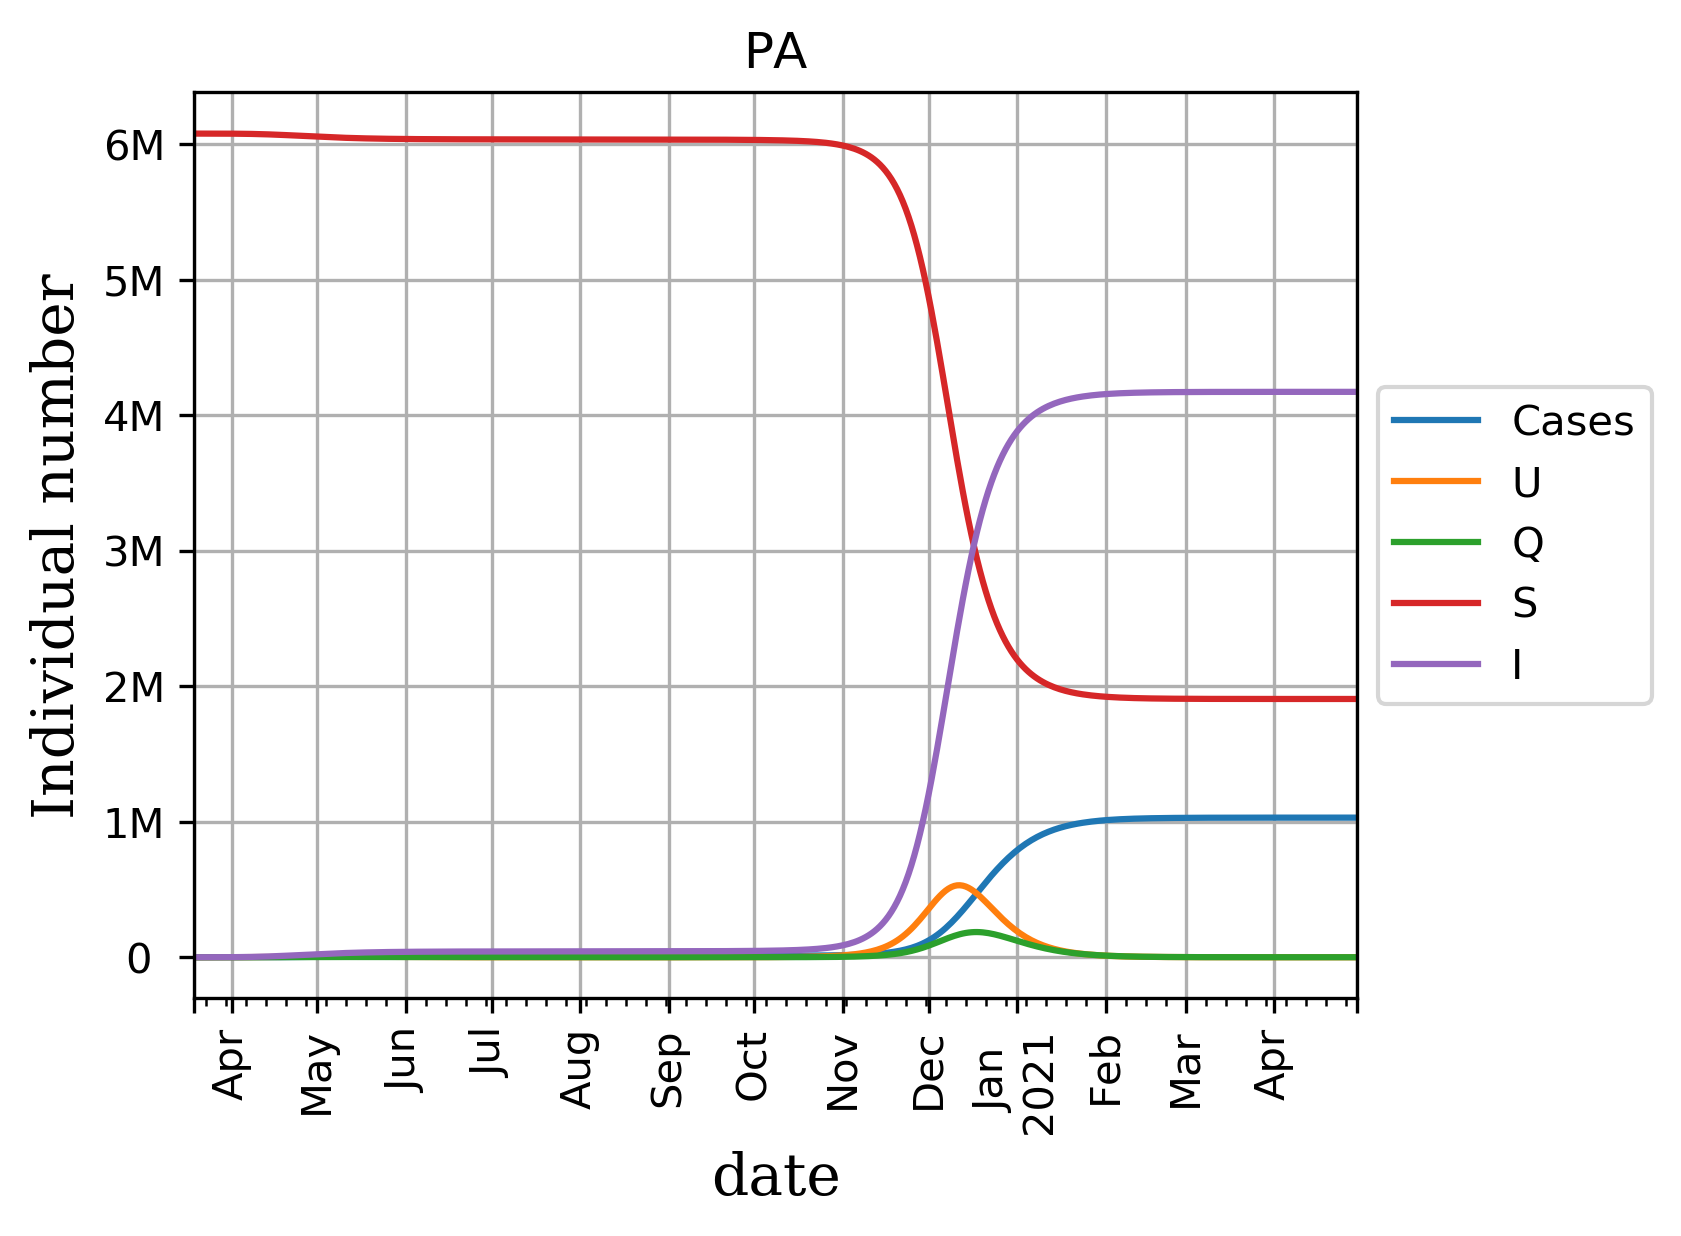 PA
6M
5M
4M
3M
2M
1M
0
Individual number
Apr
May
Jun
Jul
Aug
Sep
Oct
Nov
Dec
Jan
2021
Feb
Mar
Apr
date
Cases
U
Q
S
I